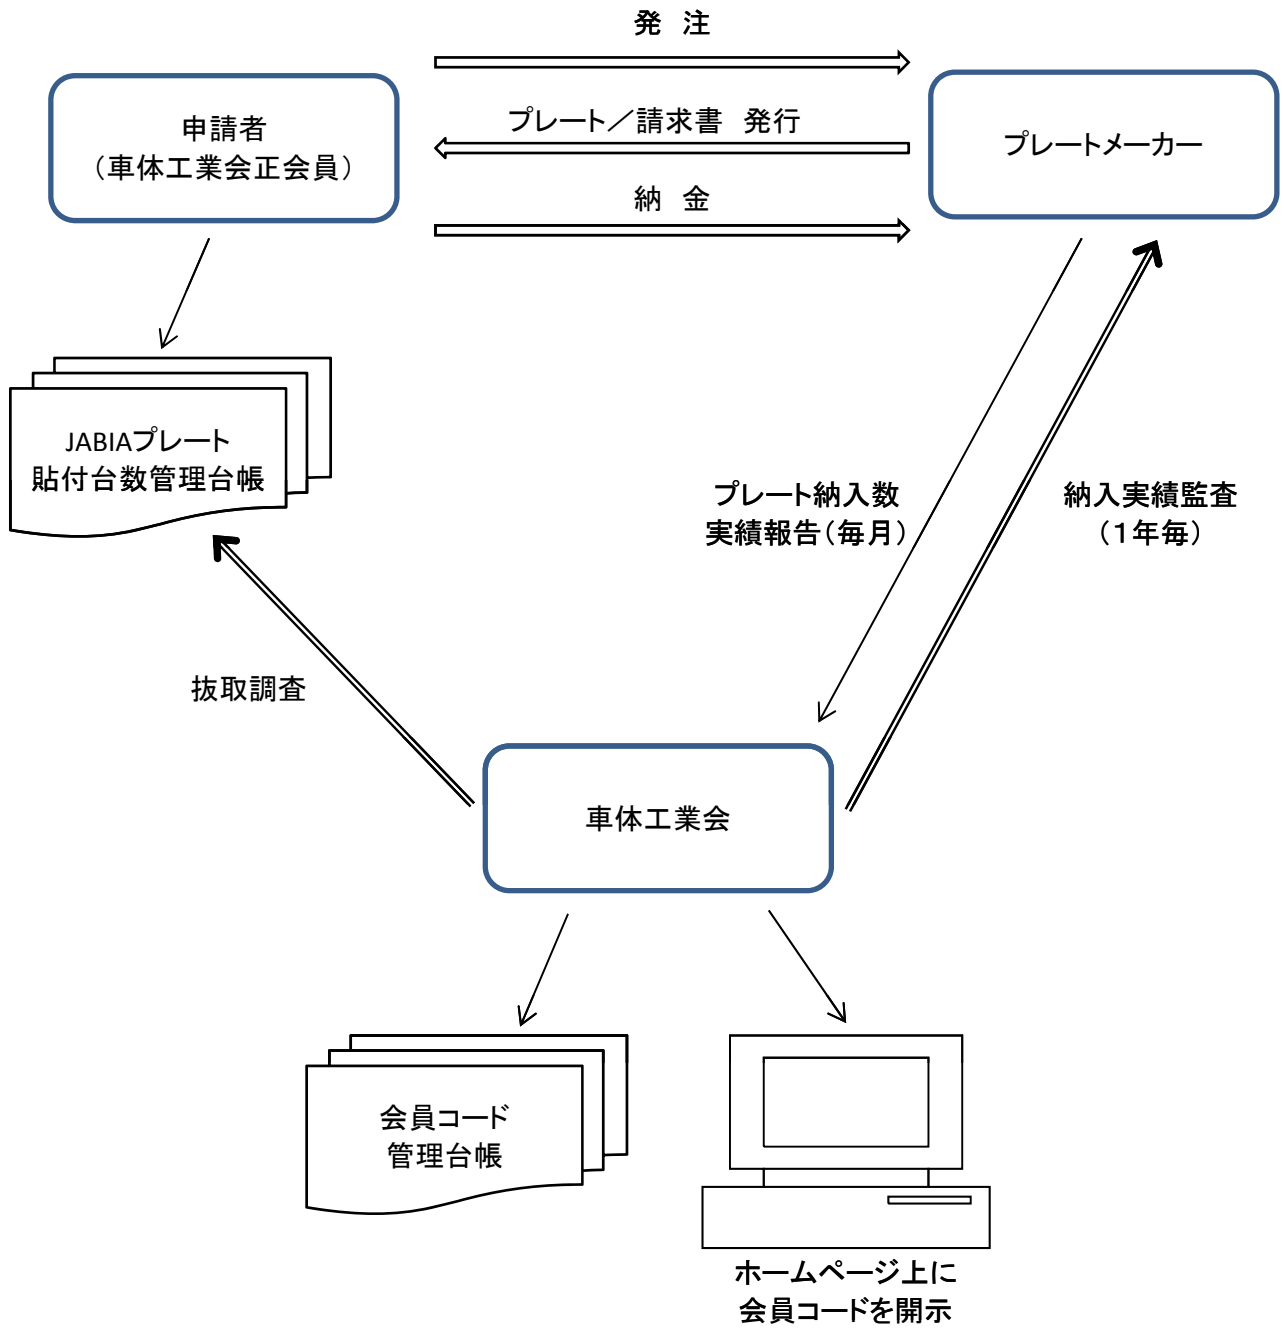 発　注
申請者
（車体工業会正会員）
プレート／請求書　発行
プレートメーカー
納　金
JABIAプレート
貼付台数管理台帳
プレート納入数
実績報告（毎月）
納入実績監査
（１年毎）
抜取調査
車体工業会
会員コード
管理台帳
ホームページ上に
会員コードを開示